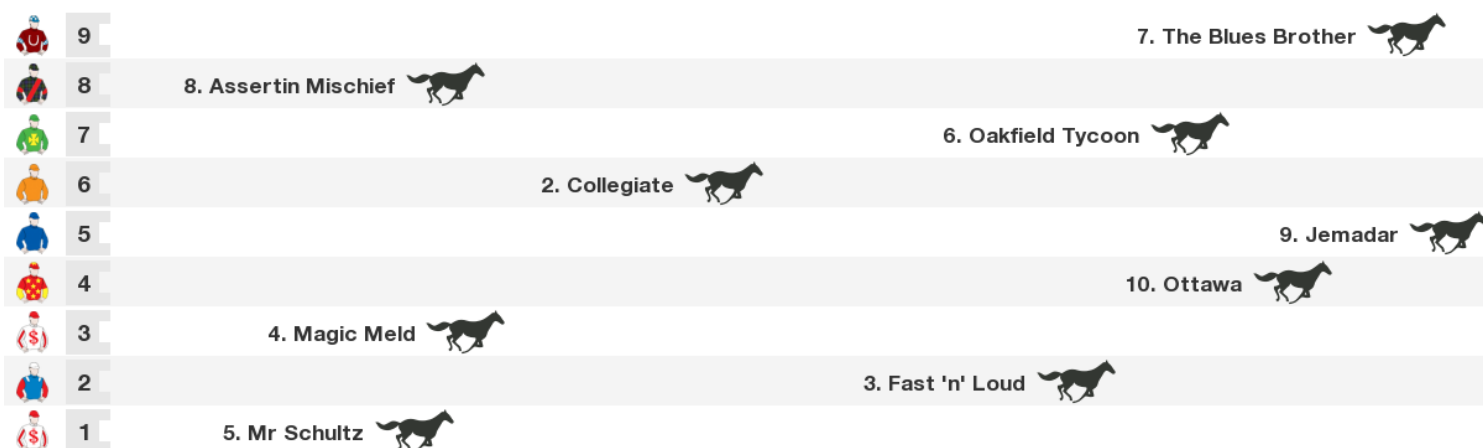 9 7. The Blues Brother
8 8. Assertin Mischief
7 6. Oakfield Tycoon
6 2. Collegiate
5 9. Jemadar
4 10. Ottawa
$ 3 4. Magic Meld
2 3. Fast 'n' Loud
$ 1 5. Mr Schultz